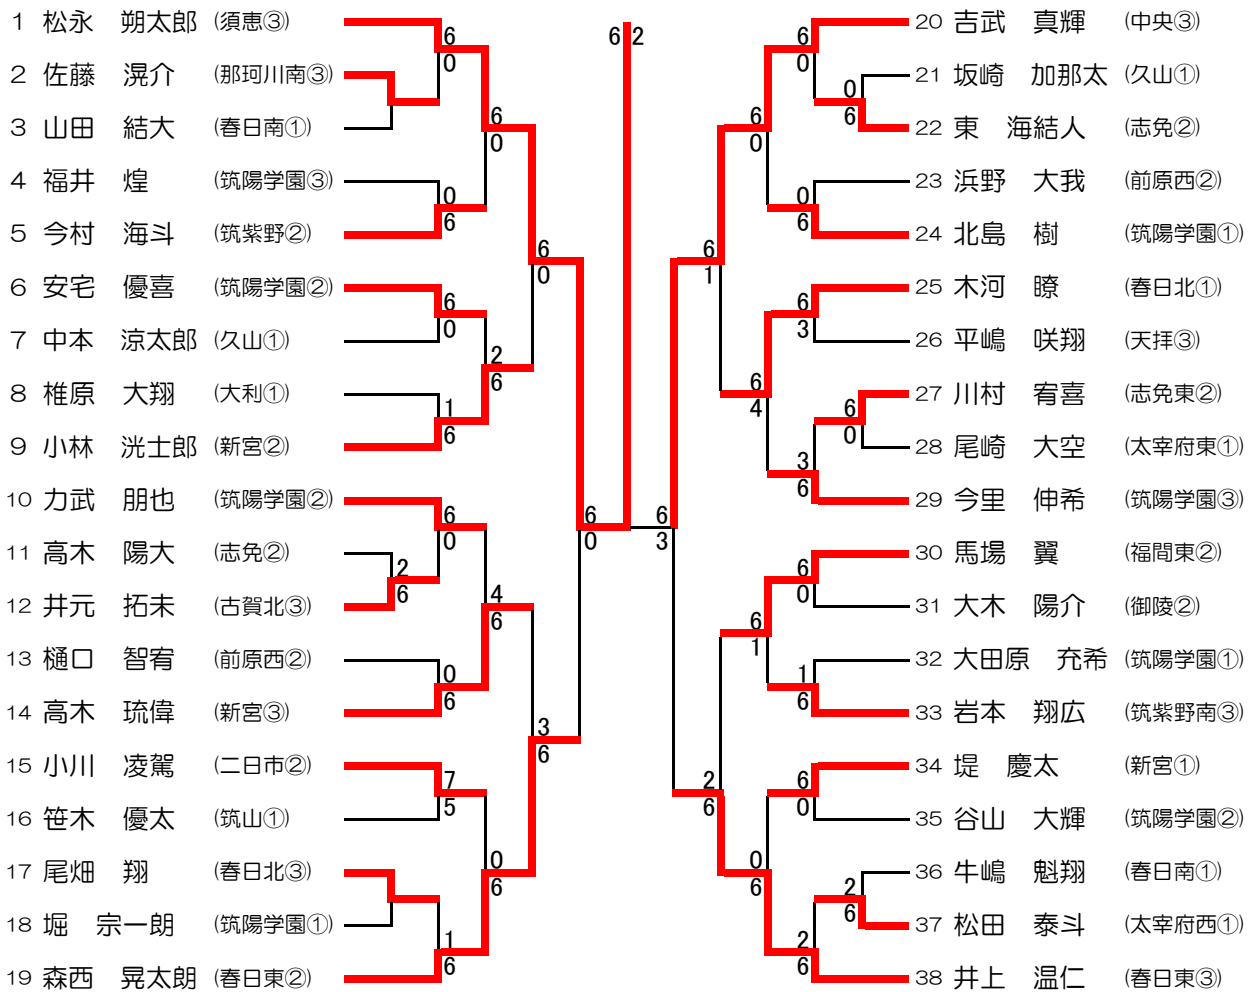 1 松永 朔太郎 (須恵③)
2 佐藤 滉介 (那珂川南③)
3 山田 結大 (春日南①)
4 福井 煌 (筑陽学園③)
5 今村 海斗 (筑紫野②)
6 安宅 優喜 (筑陽学園②)
7 中本 涼太郎 (久山①)
8 椎原 大翔 (大利①)
9 小林 洸士郎 (新宮②)
10 力武 朋也 (筑陽学園②)
11 高木 陽大 (志免②)
12 井元 拓未 (古賀北③)
13 樋口 智宥 (前原西②)
14 高木 琉偉 (新宮③)
15 小川 凌駕 (二日市②)
16 笹木 優太 (筑山①)
17 尾畑 翔 (春日北③)
18 堀 宗一朗 (筑陽学園①)
19 森西 晃太朗 (春日東②)
6 0
0 6
6 0
1 6
6 0
2 6
0 6
7 5
1 6
6 0
2 6
4 6
0 6
6 0
3 6
6 0
6 2
6 3
6 1
2 6
6 0
6 4
6 1
0 6
6 0
0 6
6 3
3 6
6 0
1 6
6 0
2 6
0 6
6 0
2 6
20 吉武 真輝 (中央③)
21 坂崎 加那太 (久山①)
22 東 海結人 (志免②)
23 浜野 大我 (前原西②)
24 北島 樹 (筑陽学園①)
25 木河 瞭 (春日北①)
26 平嶋 咲翔 (天拝③)
27 川村 宥喜 (志免東②)
28 尾崎 大空 (太宰府東①)
29 今里 伸希 (筑陽学園③)
30 馬場 翼 (福間東②)
31 大木 陽介 (御陵②)
32 大田原 充希 (筑陽学園①)
33 岩本 翔広 (筑紫野南③)
34 堤 慶太 (新宮①)
35 谷山 大輝 (筑陽学園②)
36 牛嶋 魁翔 (春日南①)
37 松田 泰斗 (太宰府西①)
38 井上 温仁 (春日東③)